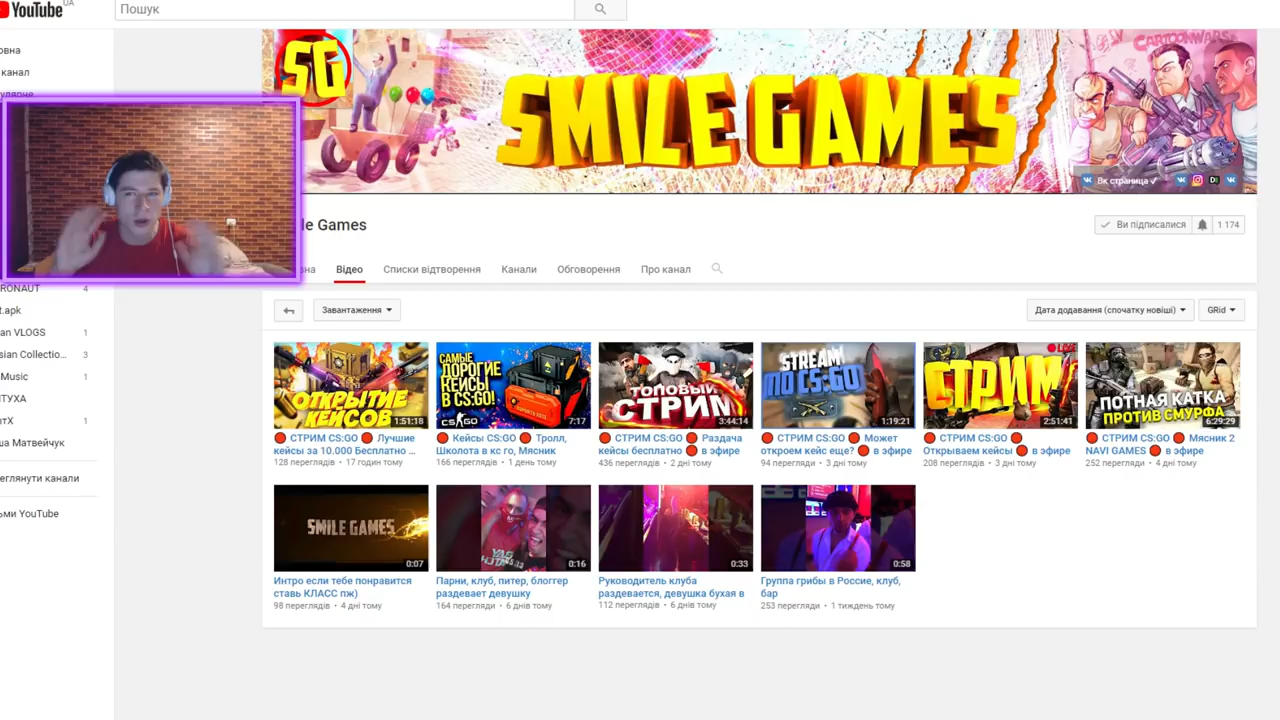 YouTube UA
Пошук
SG
SMILE GAMES
CARTOONWARS
Вк страница ✓
le Games
Ви підписалися
1 174
Відео
Списки відтворення
Канали
Обговорення
Про канал
Завантаження
Дата додавання (спочатку новіші)
GRid
овна
канал
RONAUT 4
t.apk
an VLOGS 1
sian Collectio... 3
Music 1
ПТУХА
1
ша Матвейчук
еглянути канали
ьми YouTube
ОТКРЫТИЕ
КЕЙСОВ
1:51:18
🔴 СТРИМ CS:GO 🔴 Лучшие
кейсы за 10.000 Бесплатно ...
128 переглядів • 17 годин тому
САМЫЕ
ДОРОГИЕ
КЕЙСЫ
В CS:GO!
CS:GO
7:17
🔴 Кейсы CS:GO 🔴 Тролл,
Школота в кс го, Мясник
166 переглядів • 1 день тому
ТОПОВЫЙ
СТРИМ
3:44:14
🔴 СТРИМ CS:GO 🔴 Раздача
кейсы бесплатно 🔴 в эфире
436 переглядів • 2 дні тому
STREAM
ПО CS:GO
1:19:21
🔴 СТРИМ CS:GO 🔴 Может
откроем кейс еще? 🔴 в эфире
94 перегляди • 3 дні тому
LIVE
СТРИМ
2:51:41
🔴 СТРИМ CS:GO 🔴
Открываем кейсы 🔴 в эфире
208 переглядів • 3 дні тому
ПОТНАЯ КАТКА
ПРОТИВ СМУРФА
6:29:29
🔴 СТРИМ CS:GO 🔴 Мясник 2
NAVI GAMES 🔴 в эфире
252 перегляди • 4 дні тому
SMILE GAMES
0:07
Интро если тебе понравится
ставь КЛАСС пж)
98 переглядів • 4 дні тому
0:16
Парни, клуб, питер, блоггер
раздевает девушку
164 перегляди • 6 днів тому
0:33
Руководитель клуба
раздевается, девушка бухая в
112 переглядів • 6 днів тому
0:58
Группа грибы в Россие, клуб,
бар
253 перегляди • 1 тиждень тому